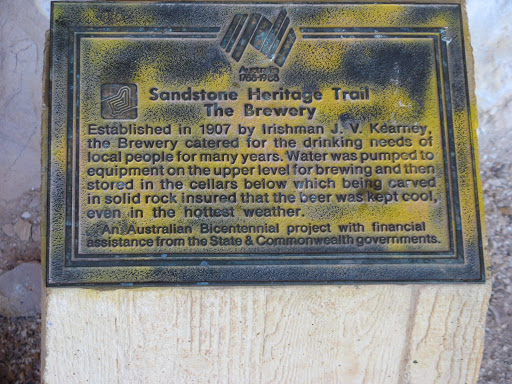 Australia
1788-1988
Sandstone Heritage Trail
The Brewery
Established in 1907 by Irishman J. V. Kearney,
the Brewery catered for the drinking needs of
local people for many years. Water was pumped to
equipment on the upper level for brewing and then
stored in the cellars below which being carved
in solid rock insured that the beer was kept cool,
even in the hottest weather.
An Australian Bicentennial project with financial
assistance from the State & Commonwealth governments.